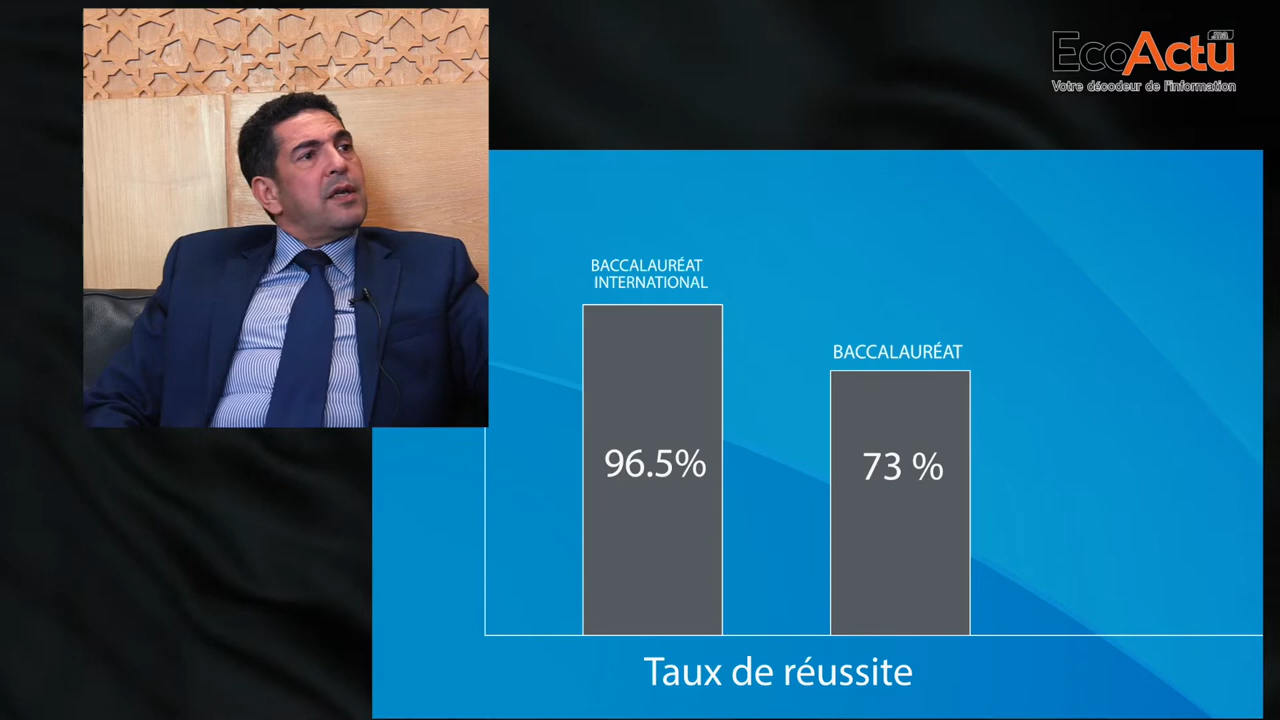 EcoActu
.ma
Votre décodeur de l'information
BACCALAURÉAT
INTERNATIONAL
BACCALAURÉAT
96.5%
73 %
Taux de réussite